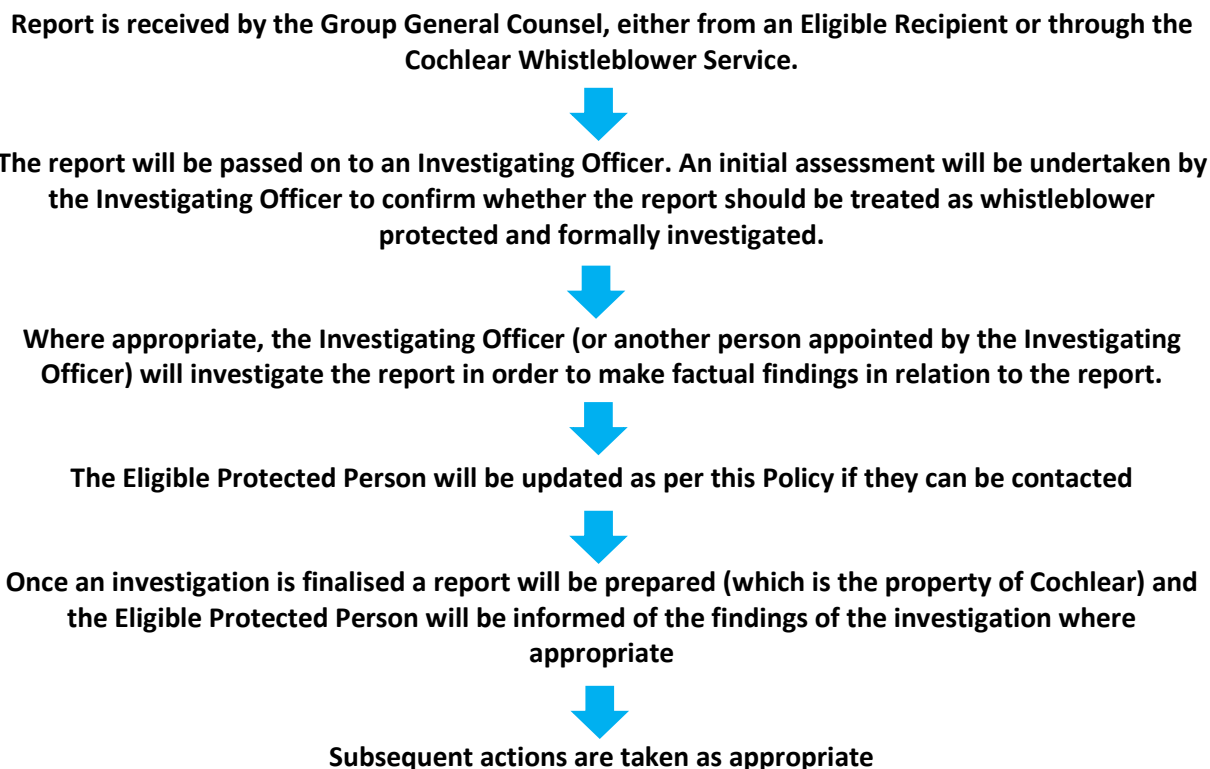 Report is received by the Group General Counsel, either from an Eligible Recipient or through the
Cochlear Whistleblower Service.
The report will be passed on to an Investigating Officer. An initial assessment will be undertaken by
the Investigating Officer to confirm whether the report should be treated as whistleblower
protected and formally investigated.
Where appropriate, the Investigating Officer (or another person appointed by the Investigating
Officer) will investigate the report in order to make factual findings in relation to the report.
The Eligible Protected Person will be updated as per this Policy if they can be contacted
Once an investigation is finalised a report will be prepared (which is the property of Cochlear) and
the Eligible Protected Person will be informed of the findings of the investigation where
appropriate
Subsequent actions are taken as appropriate